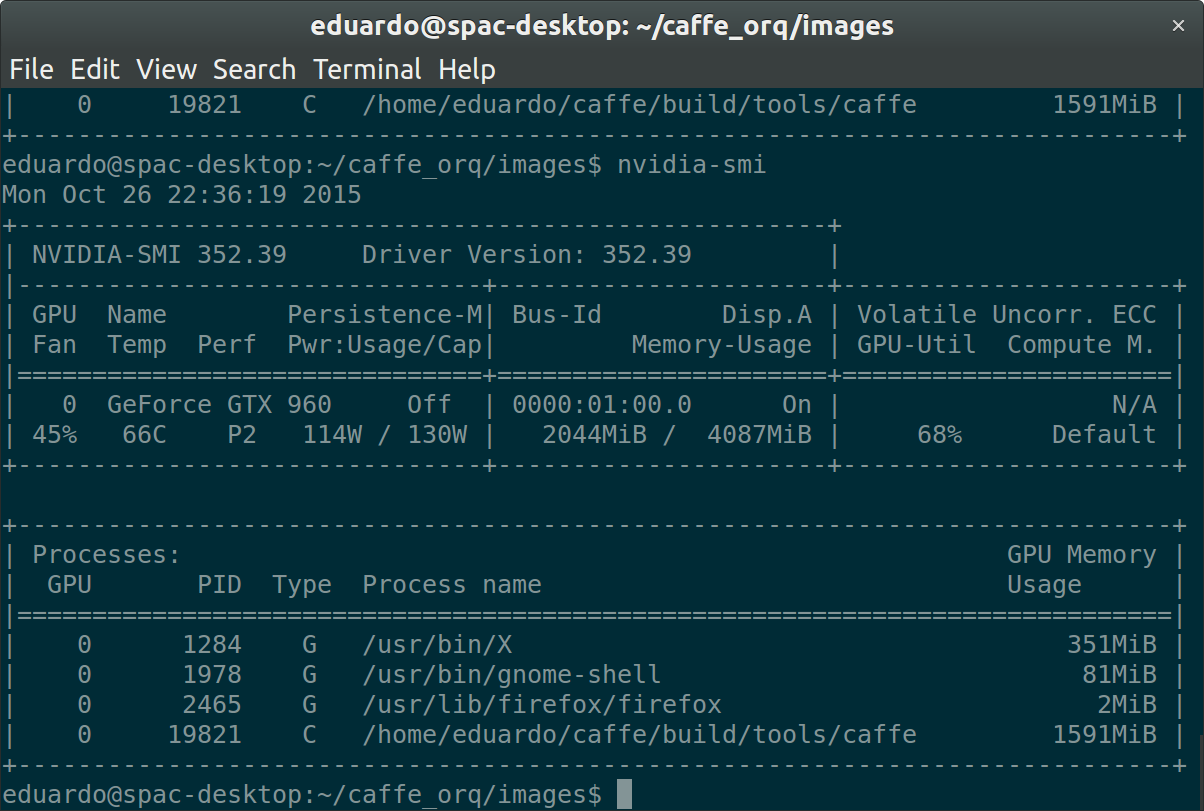 eduardo@spac-desktop: ~/caffe_orq/images ×
File Edit View Search Terminal Help
|    0     19821    C   /home/eduardo/caffe/build/tools/caffe         1591MiB |
+-----------------------------------------------------------------------------+
eduardo@spac-desktop:~/caffe_orq/images$ nvidia-smi
Mon Oct 26 22:36:19 2015
+------------------------------------------------------+
| NVIDIA-SMI 352.39     Driver Version: 352.39         |
|-------------------------------+----------------------+----------------------+
| GPU  Name        Persistence-M| Bus-Id        Disp.A | Volatile Uncorr. ECC |
| Fan  Temp  Perf  Pwr:Usage/Cap|         Memory-Usage | GPU-Util  Compute M. |
|===============================+======================+======================|
|   0  GeForce GTX 960     Off  | 0000:01:00.0      On |                  N/A |
| 45%   66C    P2   114W / 130W |   2044MiB /  4087MiB |     68%      Default |
+-------------------------------+----------------------+----------------------+
+-----------------------------------------------------------------------------+
| Processes:                                                       GPU Memory |
|  GPU       PID  Type  Process name                               Usage      |
|=============================================================================|
|    0      1284    G   /usr/bin/X                                     351MiB |
|    0      1978    G   /usr/bin/gnome-shell                            81MiB |
|    0      2465    G   /usr/lib/firefox/firefox                         2MiB |
|    0     19821    C   /home/eduardo/caffe/build/tools/caffe         1591MiB |
+-----------------------------------------------------------------------------+
eduardo@spac-desktop:~/caffe_orq/images$